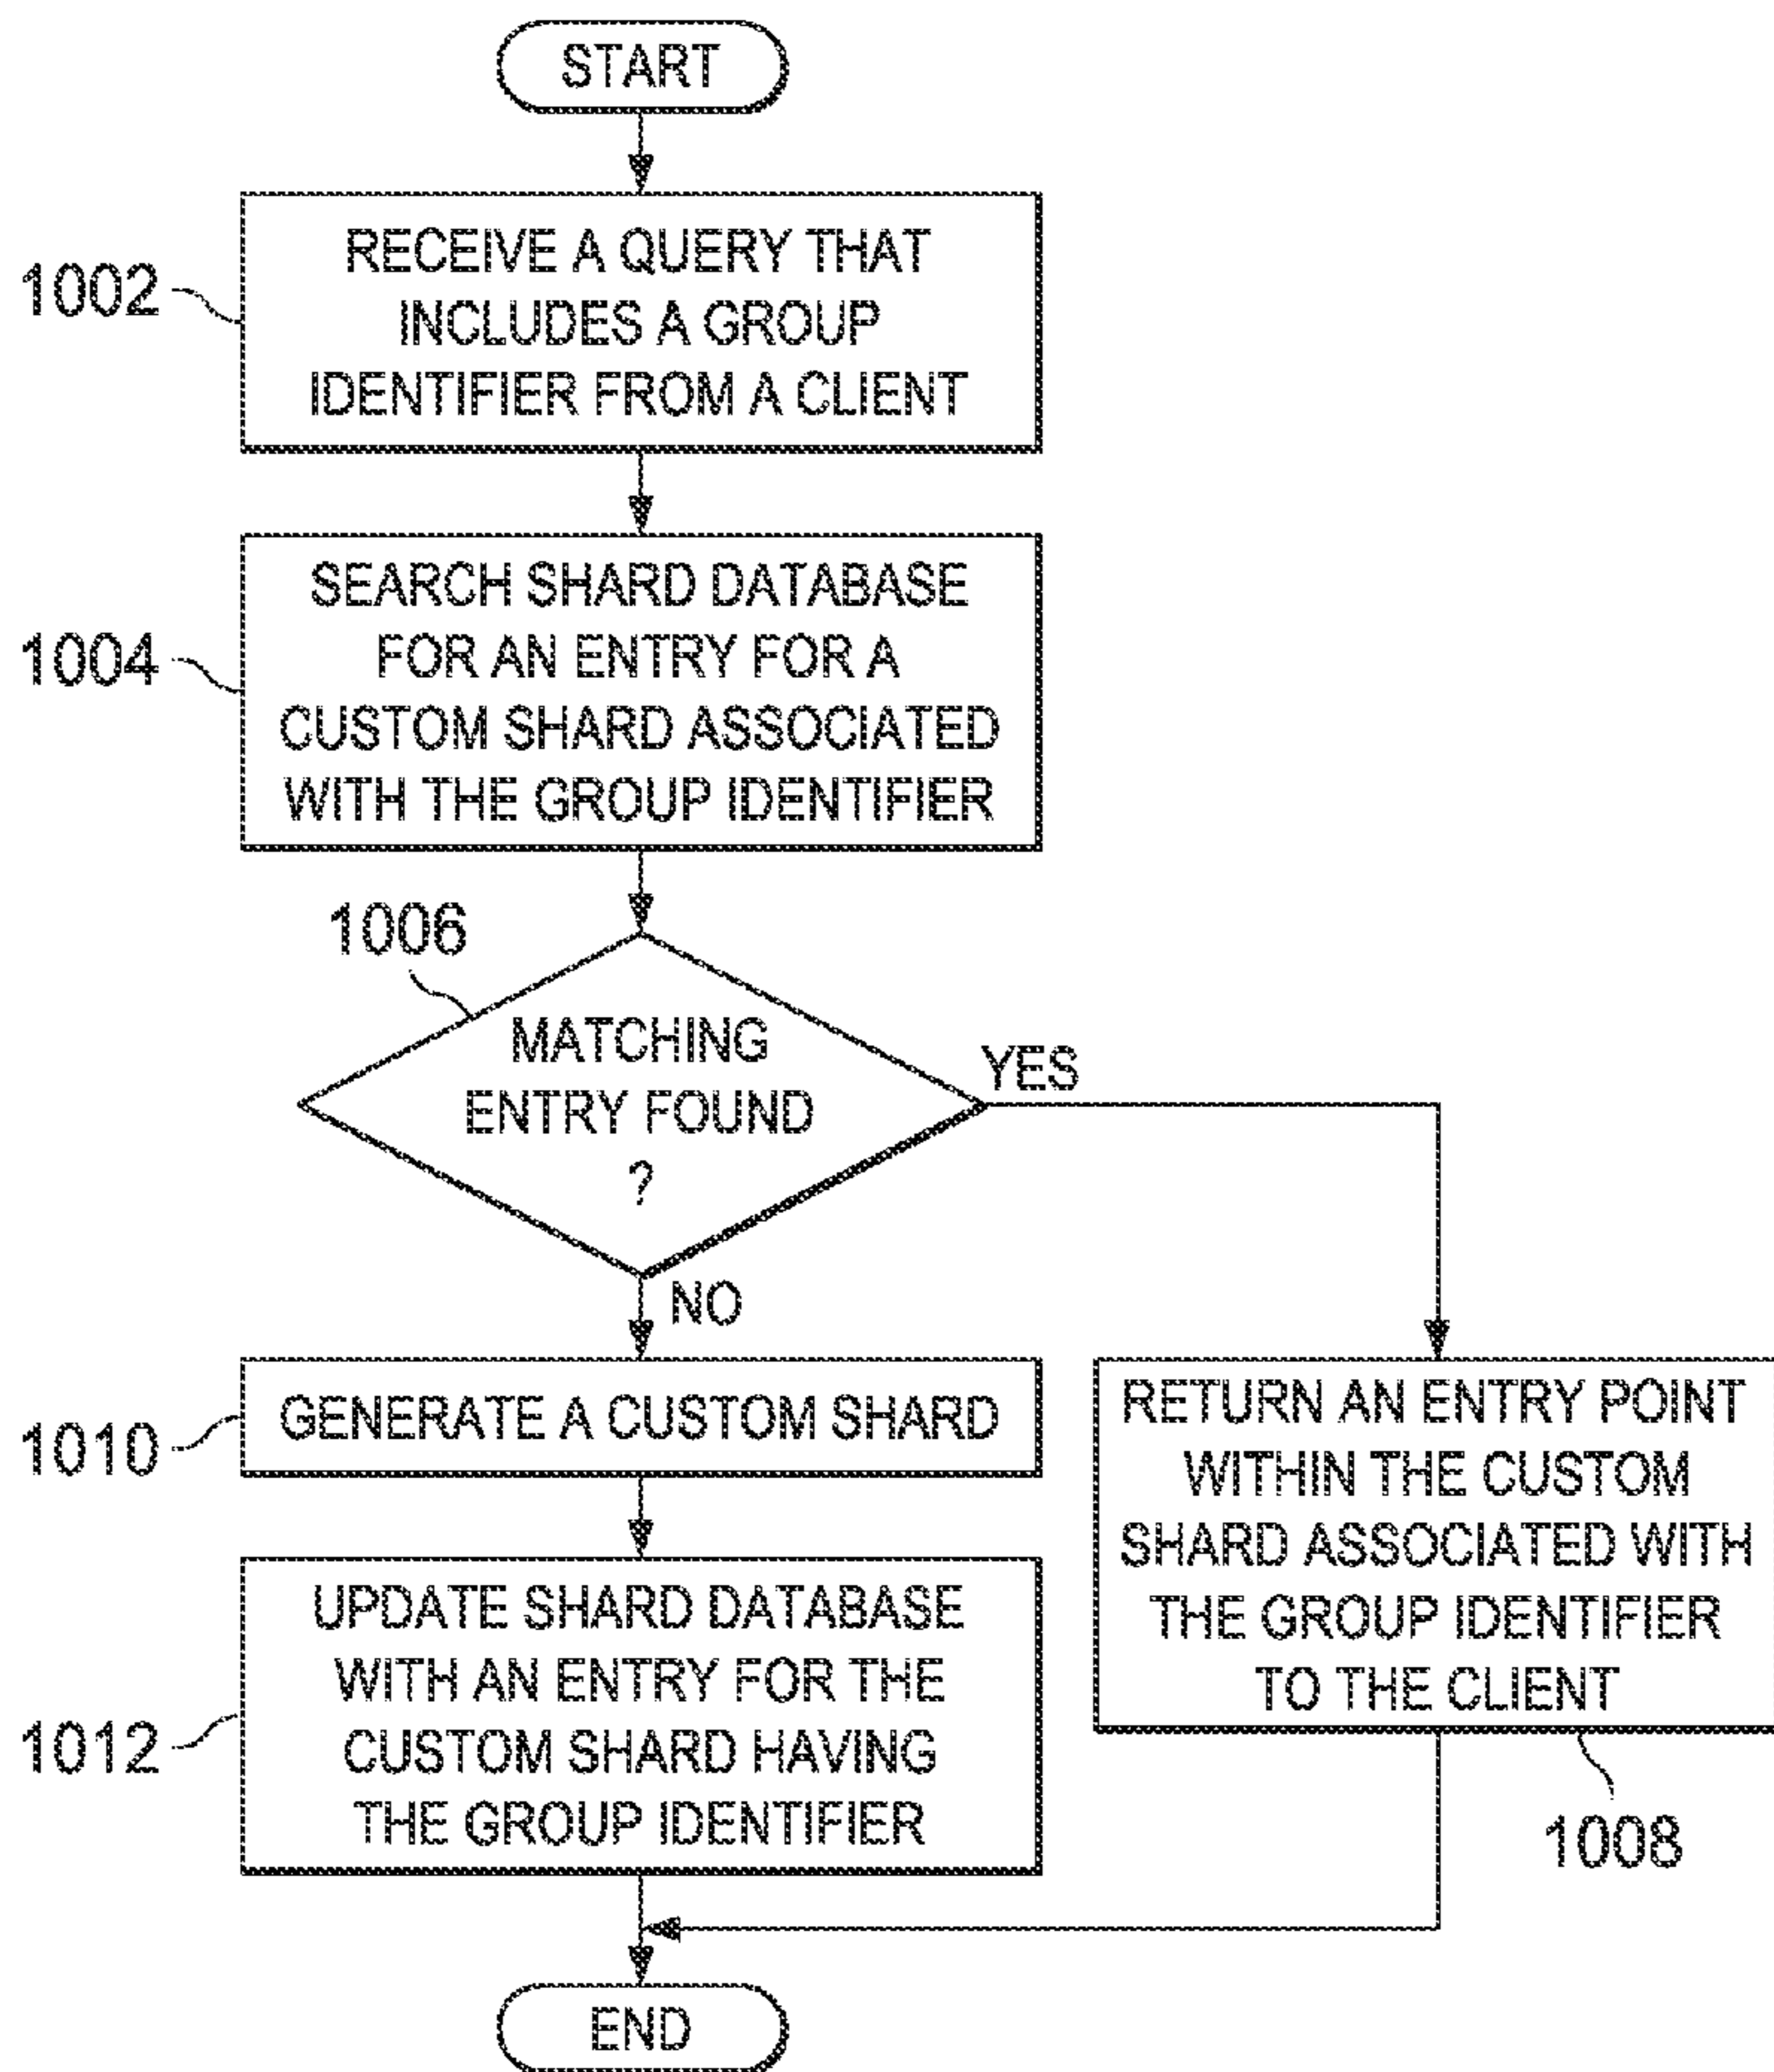 START
1002
RECEIVE A QUERY THAT
INCLUDES A GROUP
IDENTIFIER FROM A CLIENT
1004
SEARCH SHARD DATABASE
FOR AN ENTRY FOR A
CUSTOM SHARD ASSOCIATED
WITH THE GROUP IDENTIFIER
1006
MATCHING
ENTRY FOUND
?
YES
NO
1010
GENERATE A CUSTOM SHARD
RETURN AN ENTRY POINT
WITHIN THE CUSTOM
SHARD ASSOCIATED WITH
THE GROUP IDENTIFIER
TO THE CLIENT
1008
1012
UPDATE SHARD DATABASE
WITH AN ENTRY FOR THE
CUSTOM SHARD HAVING
THE GROUP IDENTIFIER
END